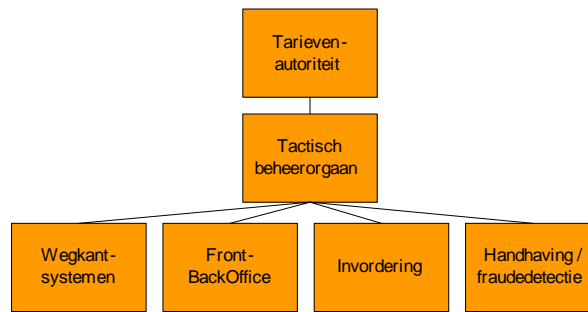 Tarieven-
autoriteit
Tactisch
beheerorgaan
Wegkant-
systemen
Front-
BackOffice
Invordering
Handhaving /
fraudedetectie